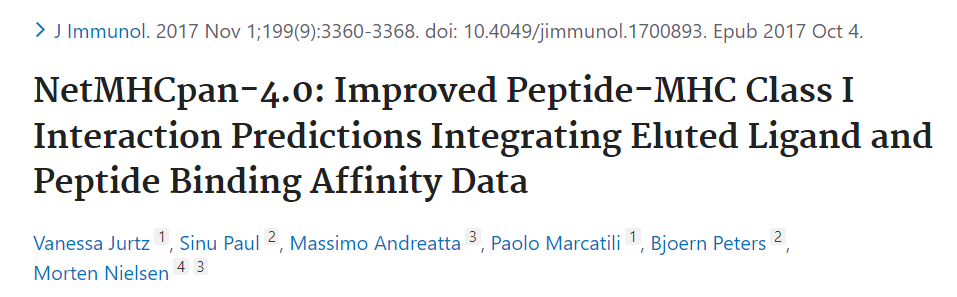 J Immunol. 2017 Nov 1;199(9):3360-3368. doi: 10.4049/jimmunol.1700893. Epub 2017 Oct 4.
NetMHCpan-4.0: Improved Peptide-MHC Class I
Interaction Predictions Integrating Eluted Ligand and
Peptide Binding Affinity Data
Vanessa Jurtz 1, Sinu Paul 2, Massimo Andreatta 3, Paolo Marcatili 1, Bjoern Peters 2,
Morten Nielsen 4 3